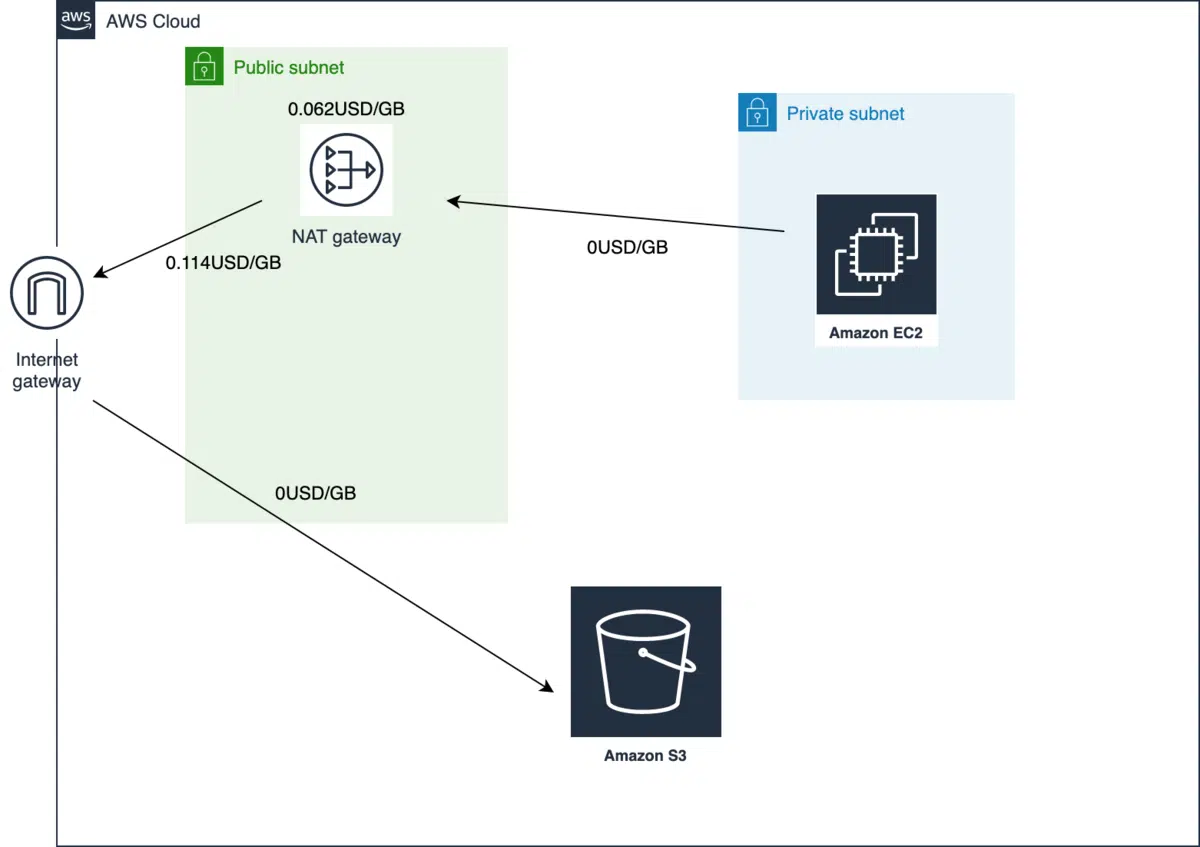 aws
AWS Cloud
Public subnet
0.062USD/GB
NAT gateway
0.114USD/GB
Private subnet
0USD/GB
Amazon EC2
Internet
gateway
0USD/GB
Amazon S3